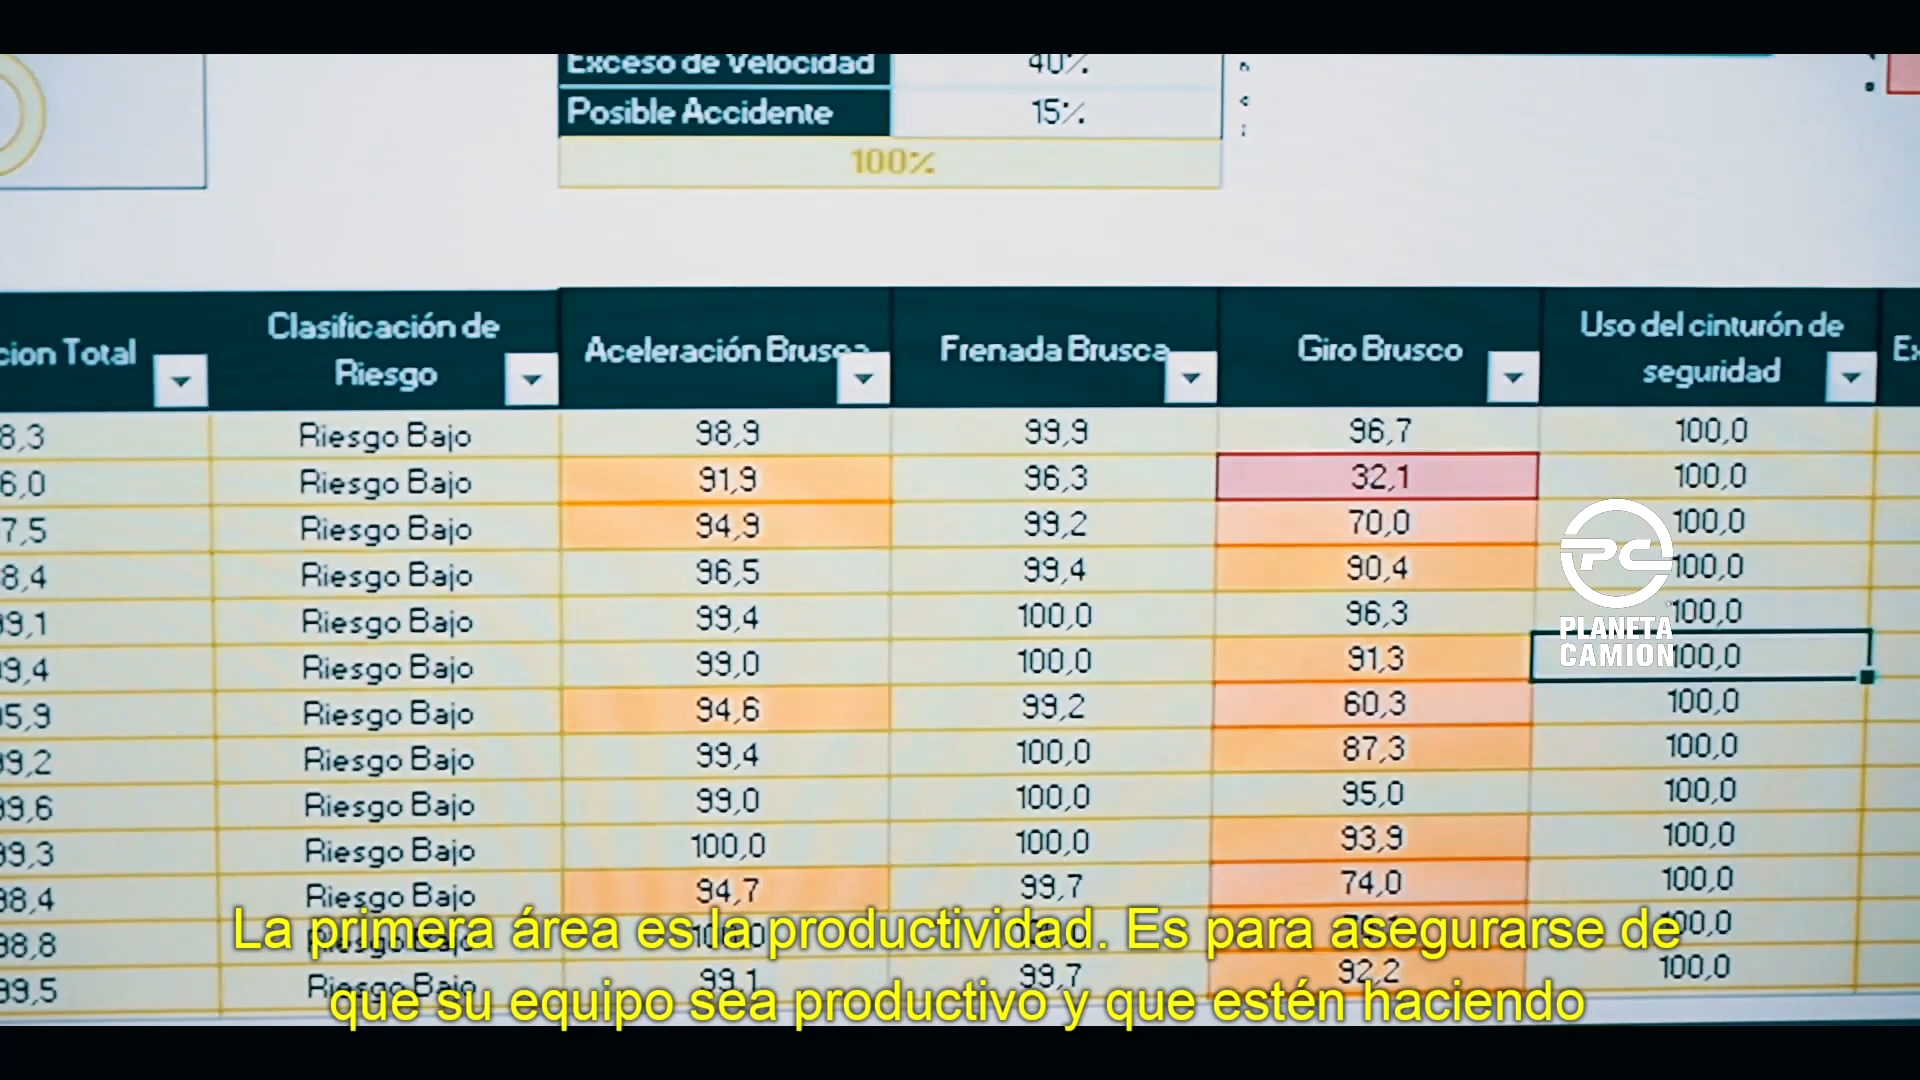 Exceso de Velocidad 40%
Posible Accidente 15%
100%
Clasificación de Riesgo Aceleración Brusca Frenada Brusca Giro Brusco Uso del cinturón de seguridad
Total
8,3 Riesgo Bajo 98,9 99,9 96,7 100,0
6,0 Riesgo Bajo 91,9 96,3 32,1 100,0
7,5 Riesgo Bajo 94,9 99,2 70,0 100,0
8,4 Riesgo Bajo 96,5 99,4 90,4 100,0
99,1 Riesgo Bajo 99,4 100,0 96,3 100,0
99,4 Riesgo Bajo 99,0 100,0 91,3 100,0
95,9 Riesgo Bajo 94,6 99,2 60,3 100,0
99,2 Riesgo Bajo 99,4 100,0 87,3 100,0
99,6 Riesgo Bajo 99,0 100,0 95,0 100,0
99,3 Riesgo Bajo 100,0 100,0 93,9 100,0
98,4 Riesgo Bajo 94,7 99,7 74,0 100,0
98,8 Riesgo Bajo 100,0
99,5 Riesgo Bajo 99,1 99,7 92,2 100,0
PC
PLANETA
CAMION
La primera área es la productividad. Es para asegurarse de
que su equipo sea productivo y que estén haciendo